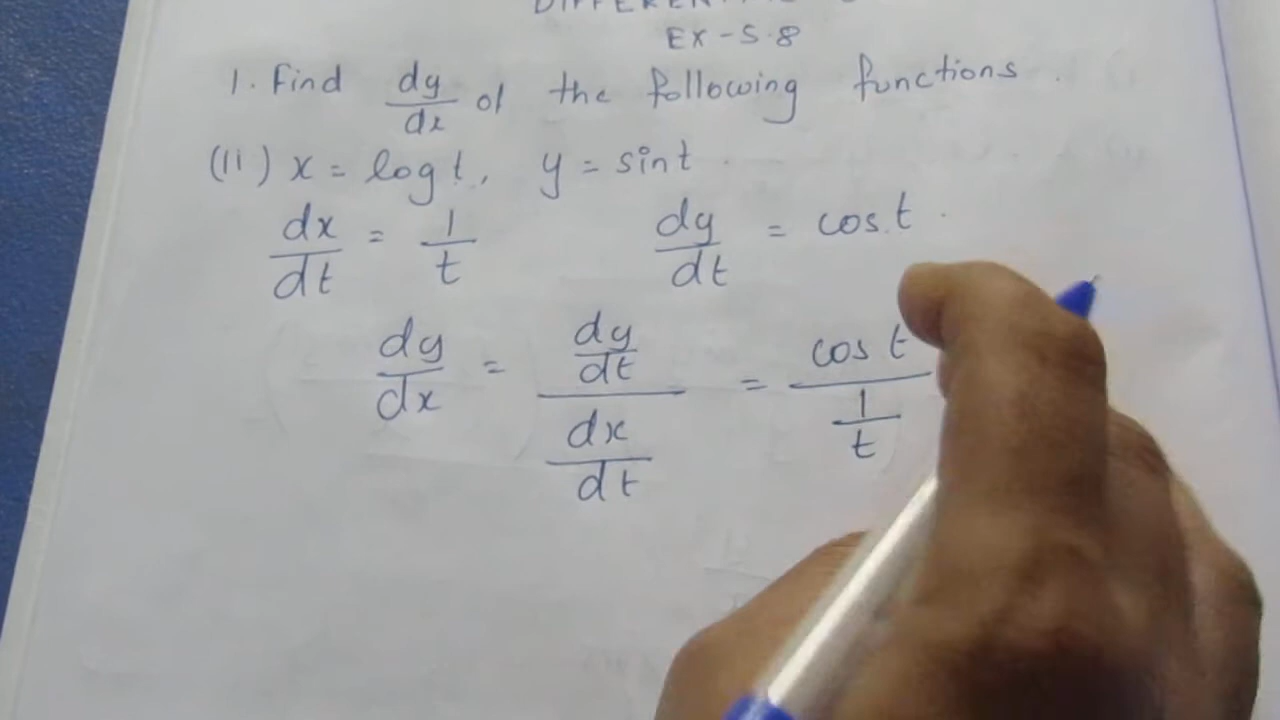 EX-5.8
1. Find dy/dx of the following functions.
(ii) x = log t, y = sin t
dx/dt = 1/t dy/dt = cos t
dy/dx = (dy/dt)/(dx/dt) = cos t/(1/t)